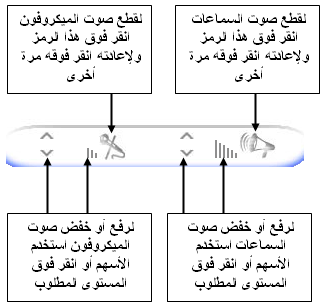 لقطع صوت السماعات
انقر فوق هذا الرمز
ولإعادته انقر فوقه مرة
أخرى
لقطع صوت الميكروفون
انقر فوق هذا الرمز
ولإعادته انقر فوقه مرة
أخرى
لرفع أو خفض صوت
السماعات استخدم
الأسهم أو انقر فوق
المستوى المطلوب
لرفع أو خفض صوت
الميكروفون استخدم
الأسهم أو انقر فوق
المستوى المطلوب